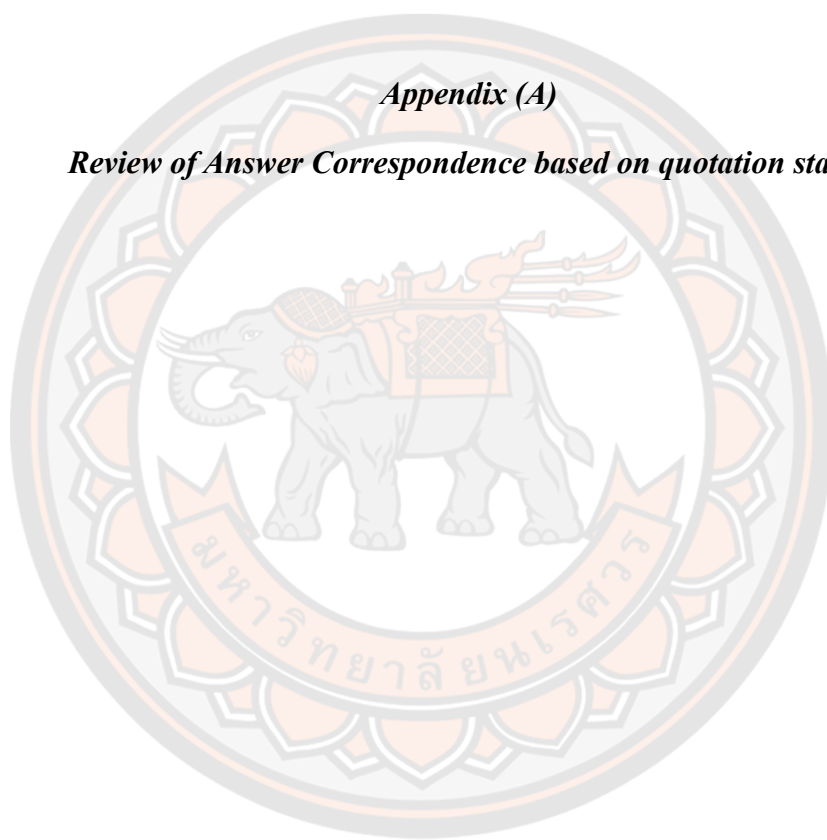 Appendix (A)
Review of Answer Correspondence based on quotation sta
มหาวิทยาลัยนเรศวร